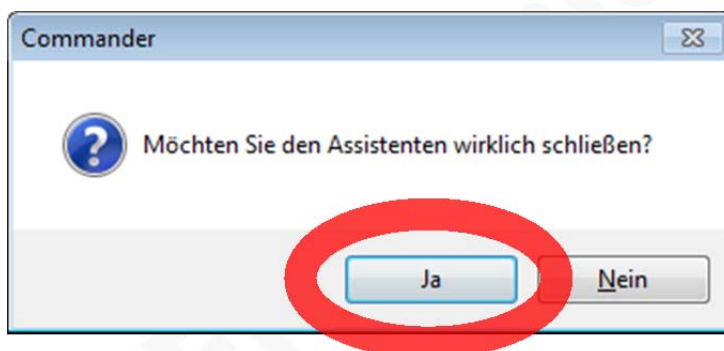 Commander
Möchten Sie den Assistenten wirklich schließen?
Ja Nein